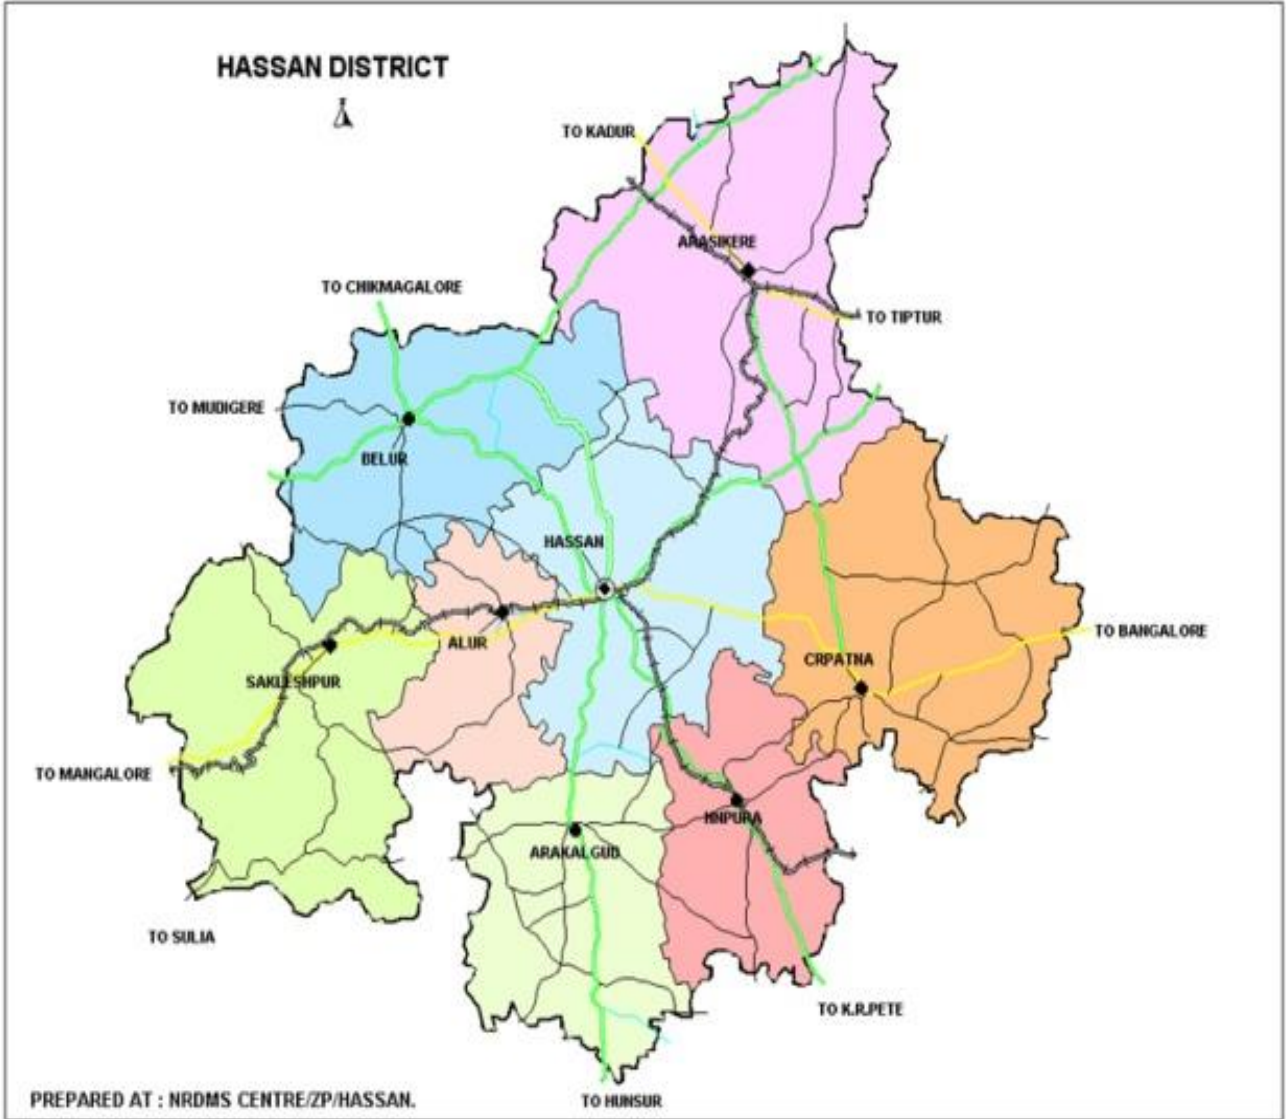 HASSAN DISTRICT
TO KADUR
ARASIKERE
TO CHIKMAGALORE
TO TIPTUR
TO MUDIGERE
BELUR
HASSAN
TO BANGALORE
ALUR
CRPATNA
SAKLESHPUR
TO MANGALORE
HNPURA
ARAKALGUD
TO SULIA
TO K.R.PETE
PREPARED AT : NRDMS CENTRE/ZP/HASSAN.
TO HUNSUR